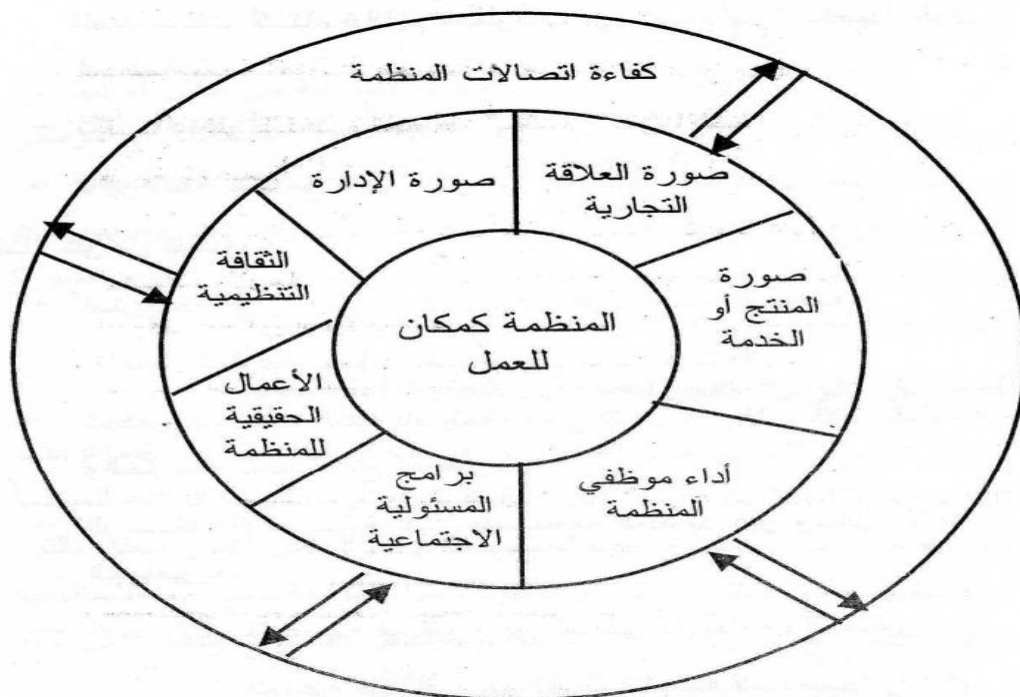 كفاءة اتصالات المنظمة
صورة العلاقة
التجارية
صورة الإدارة
صورة
المنتج أو
الخدمة
الثقافة
التنظيمية
المنظمة كمكان
للعمل
الأعمال
الحقيقية
للمنظمة
برامج
المسئولية
الاجتماعية
أداء موظفي
المنظمة